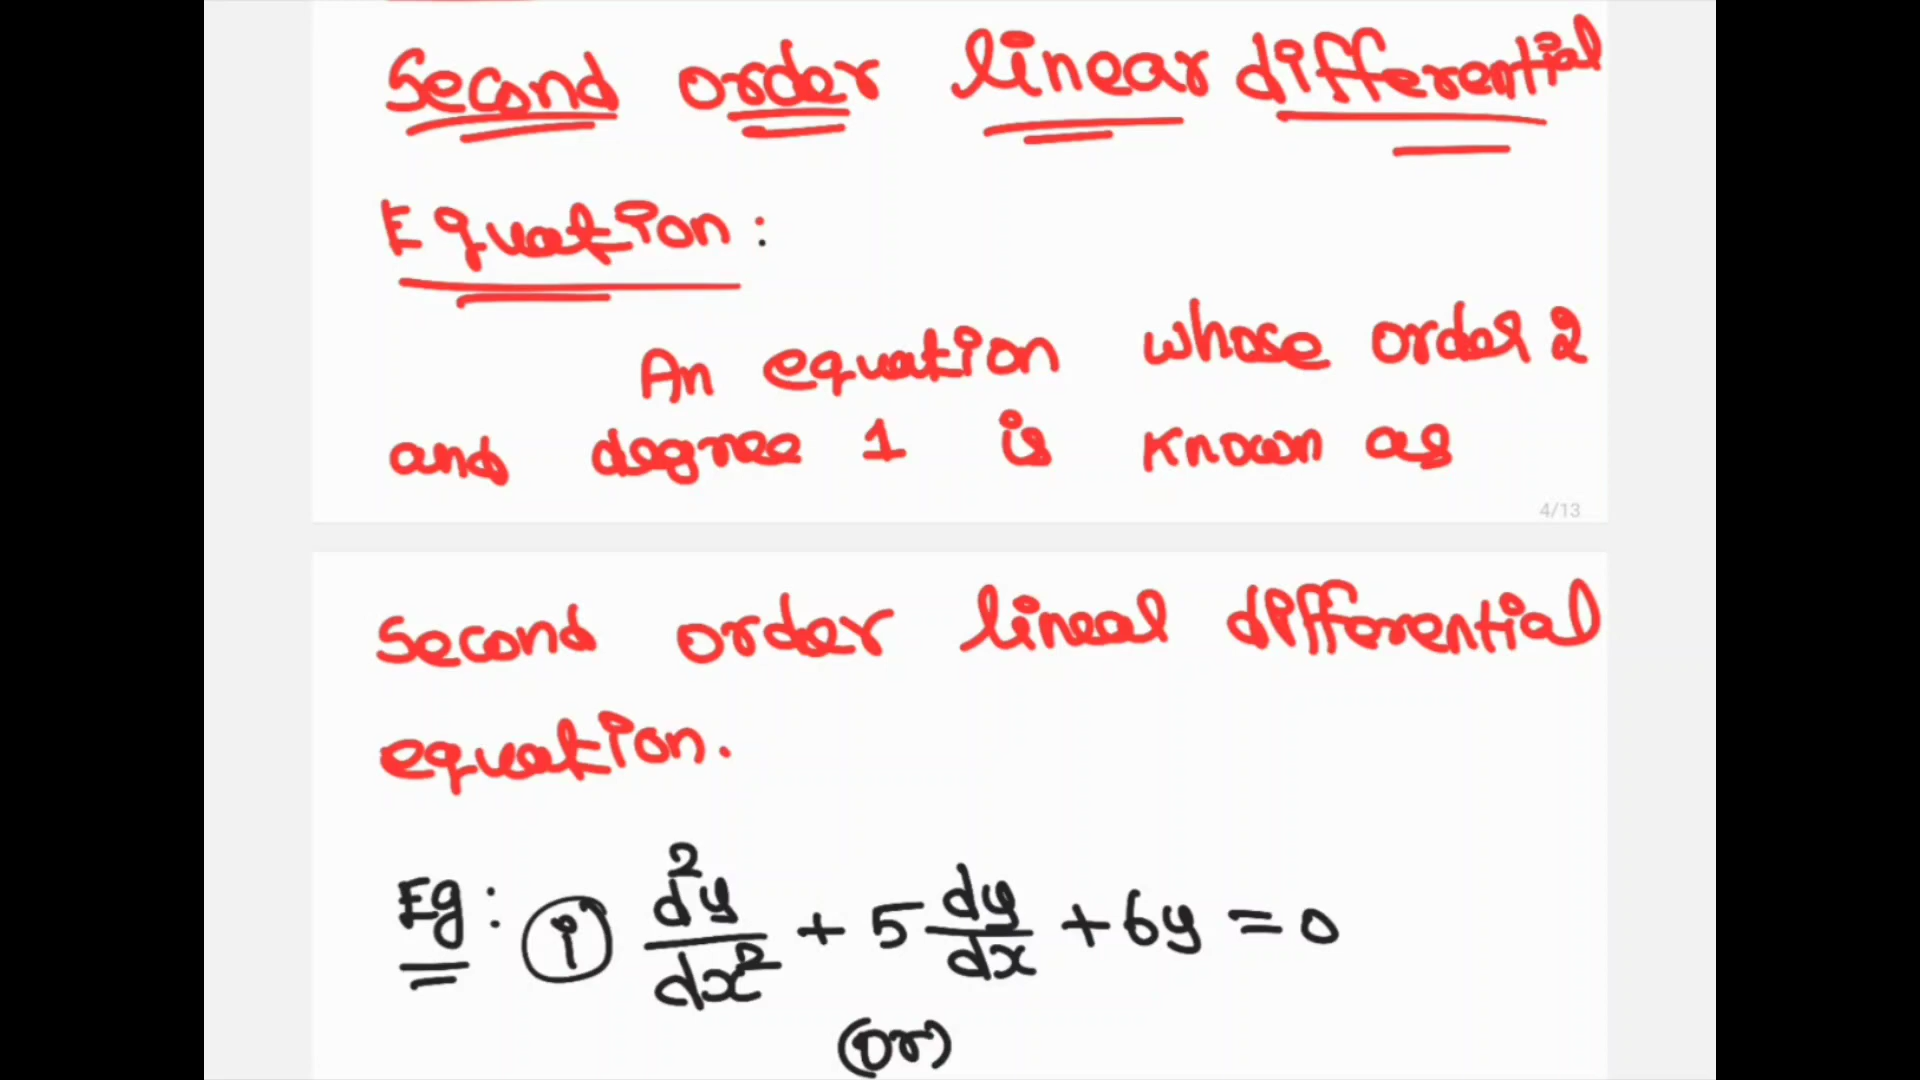 Second order linear differential
Equation:
An equation whose order 2
and degree 1 is known as
4/13
Second order linear differential
equation.
Eg: (i) d²y/dx² + 5 dy/dx + 6y = 0
(or)